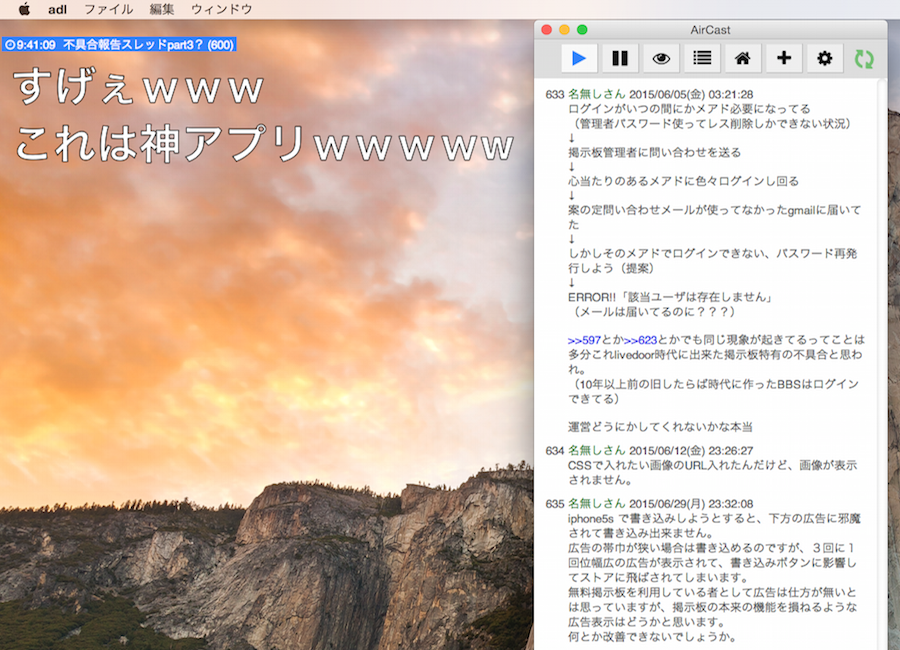 adl ファイル 編集 ウィンドウ
9:41:09 不具合報告スレッドpart3？ (600)
すげぇｗｗｗ
これは神アプリｗｗｗｗｗ
AirCast
633 名無しさん 2015/06/05(金) 03:21:28
ログインがいつの間にかメアド必要になってる
（管理者パスワード使ってレス削除しかできない状況）
↓
掲示板管理者に問い合わせを送る
↓
心当たりのあるメアドに色々ログインし回る
↓
案の定問い合わせメールが使ってなかったgmailに届いて
た
↓
しかしそのメアドでログインできない、パスワード再発
行しよう（提案）
↓
ERROR!!「該当ユーザは存在しません」
（メールは届いてるのに？？？）
>>597とか>>623とかでも同じ現象が起きてるってことは
多分これlivedoor時代に出来た掲示板特有の不具合と思わ
れ。
（10年以上前の旧したらば時代に作ったBBSはログイン
できてる）
運営どうにかしてくれないかな本当
634 名無しさん 2015/06/12(金) 23:26:27
CSSで入れたい画像のURL入れたんだけど、画像が表示
されません。
635 名無しさん 2015/06/29(月) 23:32:08
iphone5s で書き込みしようとすると、下方の広告に邪魔
されて書き込み出来ません。
広告の帯巾が狭い場合は書き込めるのですが、３回に１
回位幅広の広告が表示されて、書き込みボタンに影響し
てストアに飛ばされてしまいます。
無料掲示板を利用している者として広告は仕方が無いと
は思っていますが、掲示板の本来の機能を損ねるような
広告表示はどうかと思います。
何とか改善できないでしょうか。